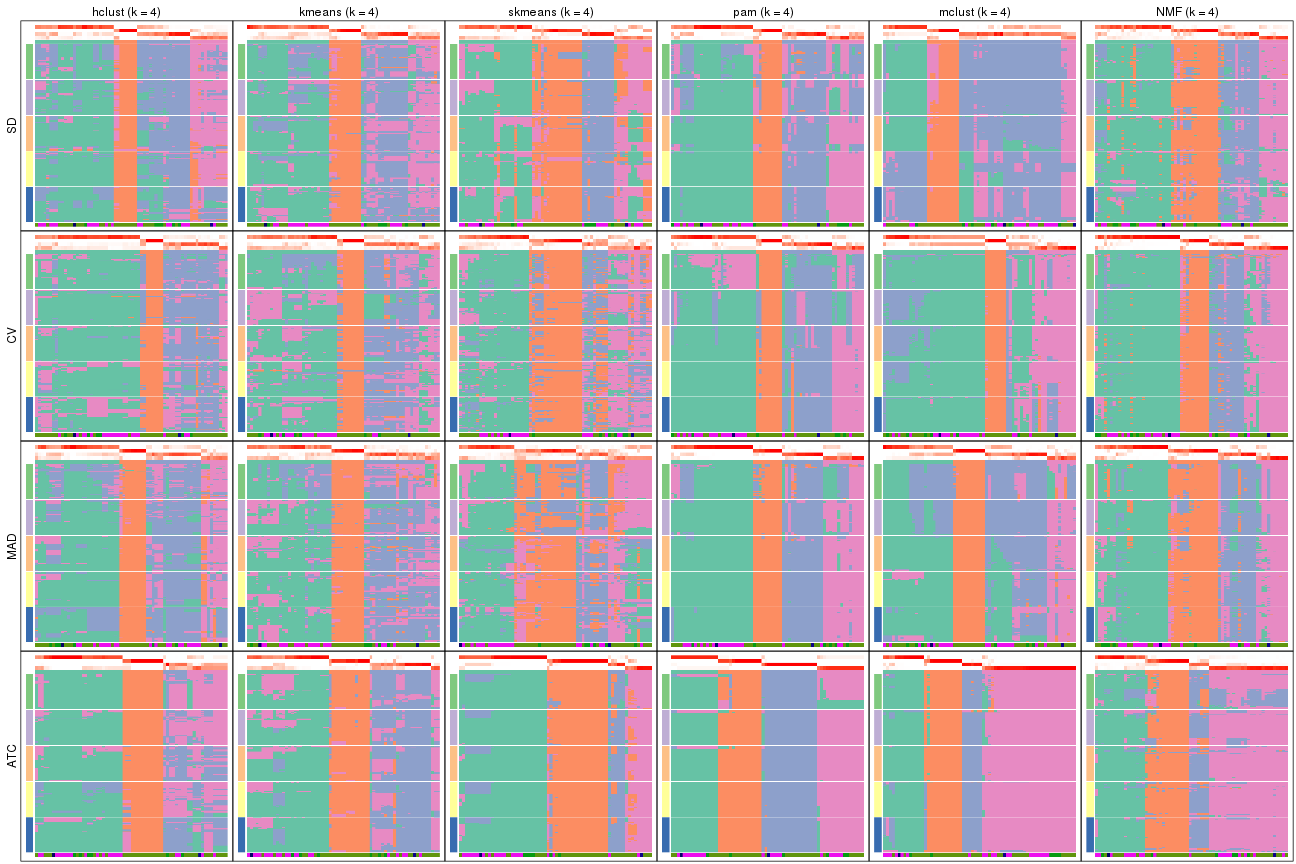 hclust (k = 4)
kmeans (k = 4)
skmeans (k = 4)
pam (k = 4)
mclust (k = 4)
NMF (k = 4)
SD
CV
MAD
ATC